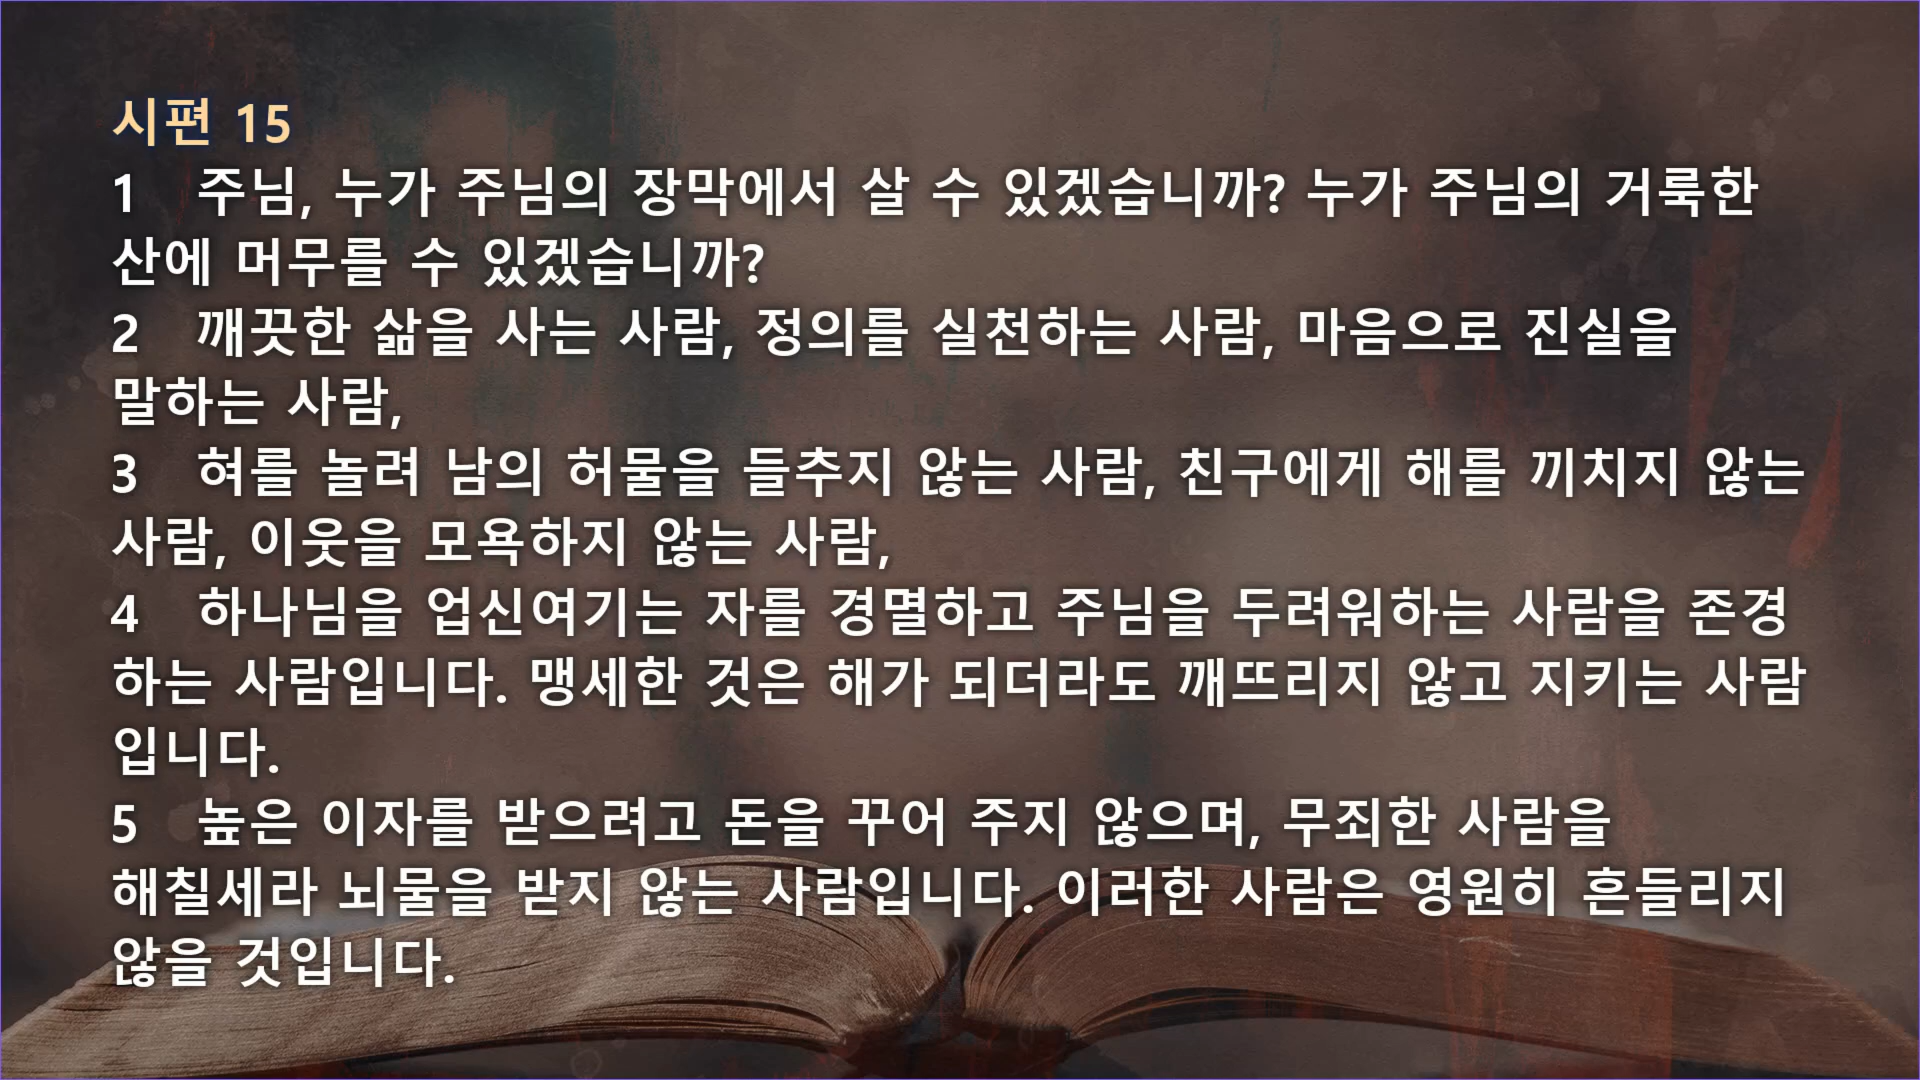 시편 15
1 주님, 누가 주님의 장막에서 살 수 있겠습니까? 누가 주님의 거룩한
산에 머무를 수 있겠습니까?
2 깨끗한 삶을 사는 사람, 정의를 실천하는 사람, 마음으로 진실을
말하는 사람,
3 혀를 놀려 남의 허물을 들추지 않는 사람, 친구에게 해를 끼치지 않는
사람, 이웃을 모욕하지 않는 사람,
4 하나님을 업신여기는 자를 경멸하고 주님을 두려워하는 사람을 존경
하는 사람입니다. 맹세한 것은 해가 되더라도 깨뜨리지 않고 지키는 사람
입니다.
5 높은 이자를 받으려고 돈을 꾸어 주지 않으며, 무죄한 사람을
해칠세라 뇌물을 받지 않는 사람입니다. 이러한 사람은 영원히 흔들리지
않을 것입니다.